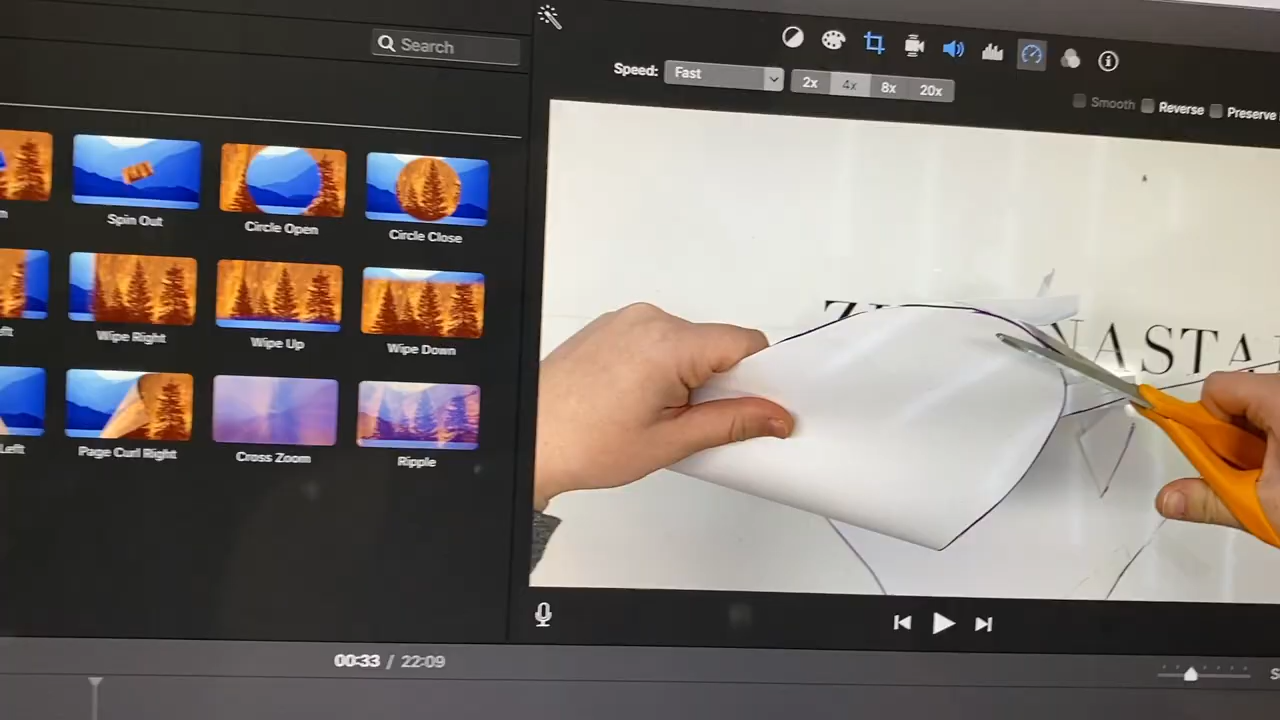 Search
Speed: Fast 2x 4x 8x 20x
Smooth Reverse Preserve
Spin Out
Circle Open
Circle Close
Wipe Right
Wipe Up
Wipe Down
Left
Page Curl Right
Cross Zoom
Ripple
00:33 / 22:09